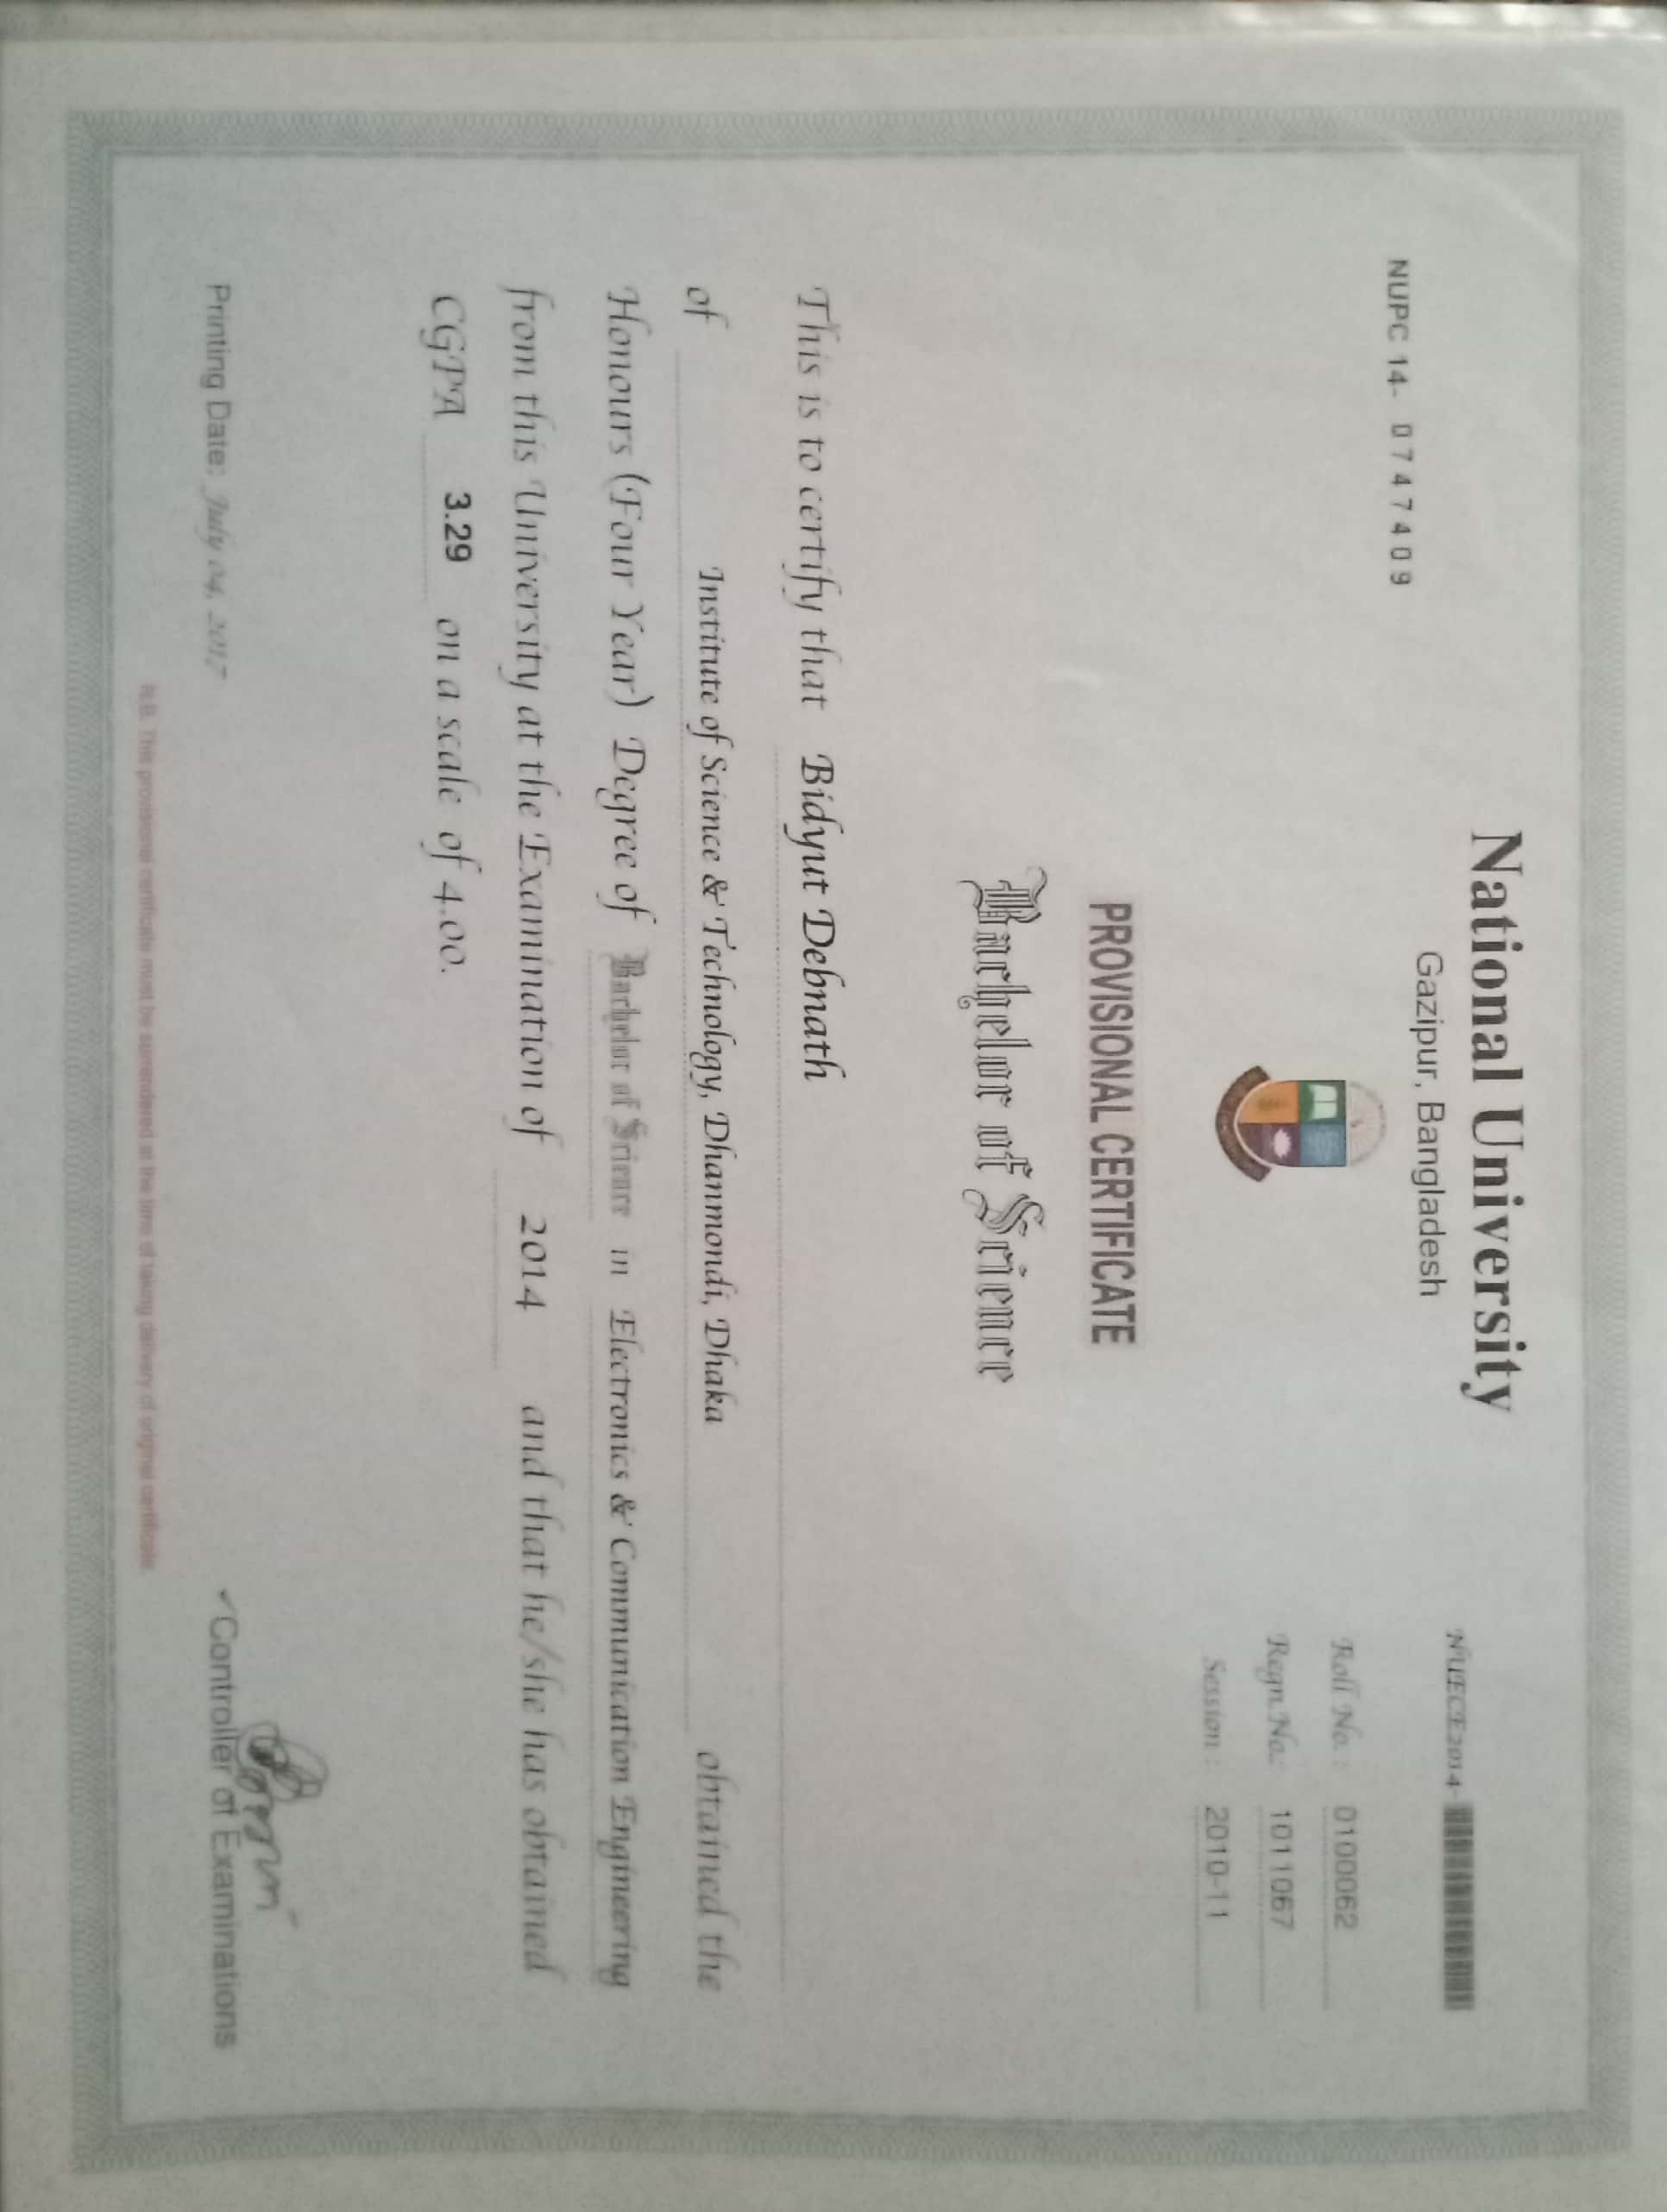 National University
Gazipur, Bangladesh
NUECE2014-
NUPC 14- 0747409
Roll No. : 0100062
Regn.No.: 1011067
Session : 2010-11
PROVISIONAL CERTIFICATE
Bachelor of Science
This is to certify that Bidyut Debnath
of Institute of Science & Technology, Dhanmondi, Dhaka obtained the
Honours (Four Year) Degree of Bachelor of Science in Electronics & Communication Engineering
from this University at the Examination of 2014 and that he/she has obtained
CGPA 3.29 on a scale of 4.00.
Printing Date: July 04, 2017
Controller of Examinations
N.B. This provisional certificate must be surrendered at the time of taking delivery of original certificate.